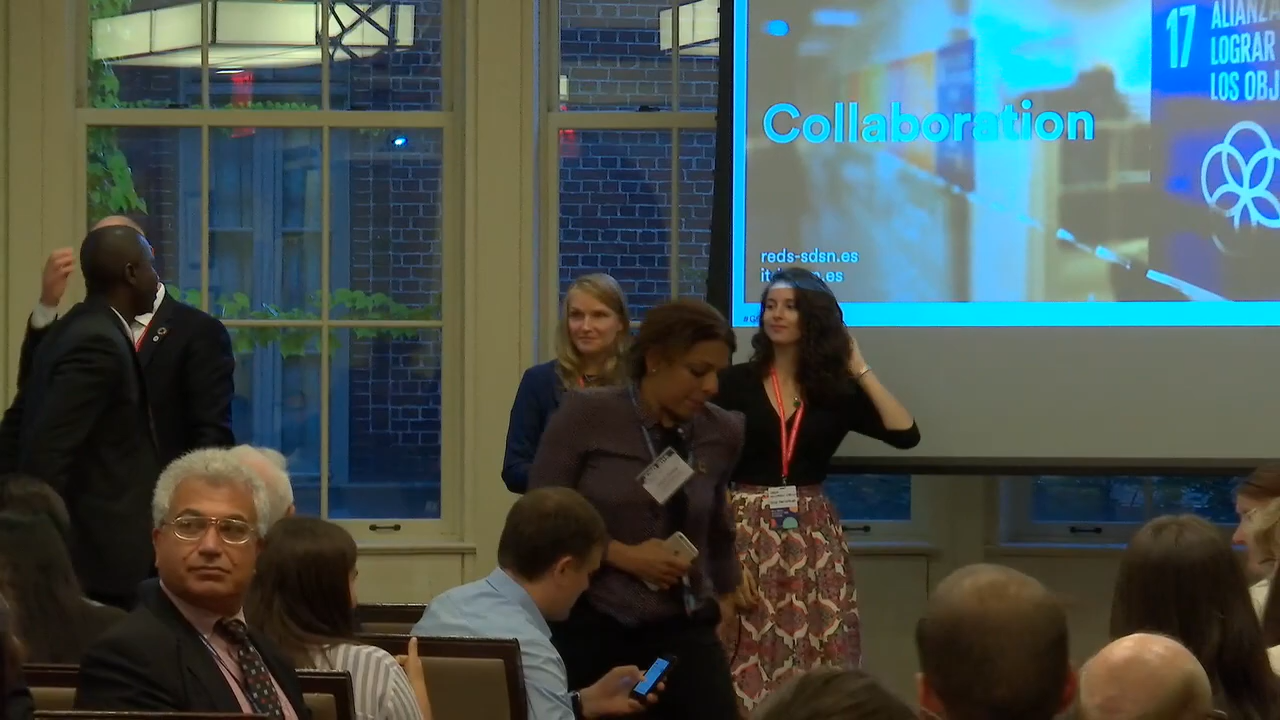 Collaboration
17
ALIANZA
LOGRAR
LOS OBJ
reds-sdsn.es